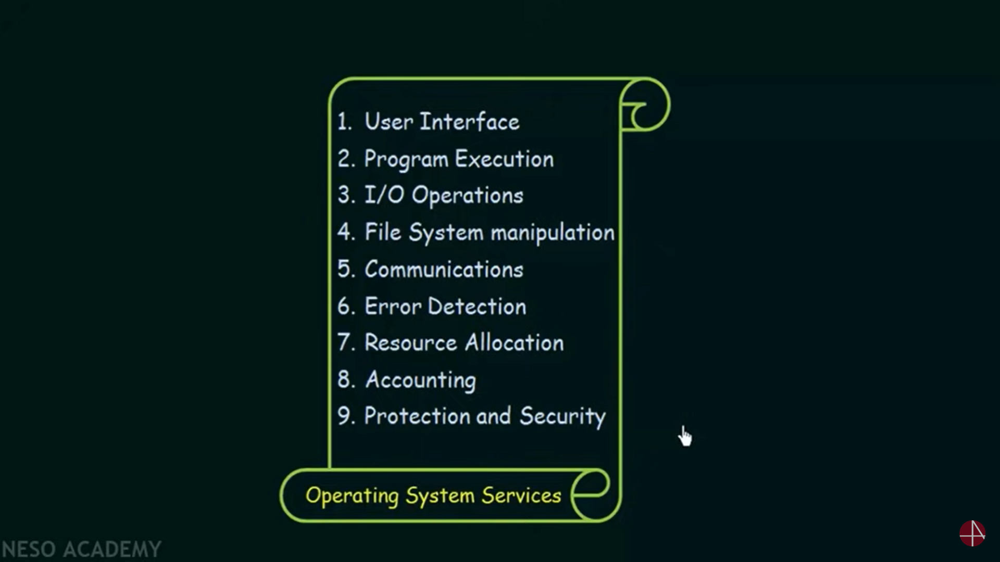 1. User Interface
2. Program Execution
3. I/O Operations
4. File System manipulation
5. Communications
6. Error Detection
7. Resource Allocation
8. Accounting
9. Protection and Security
Operating System Services
NESO ACADEMY